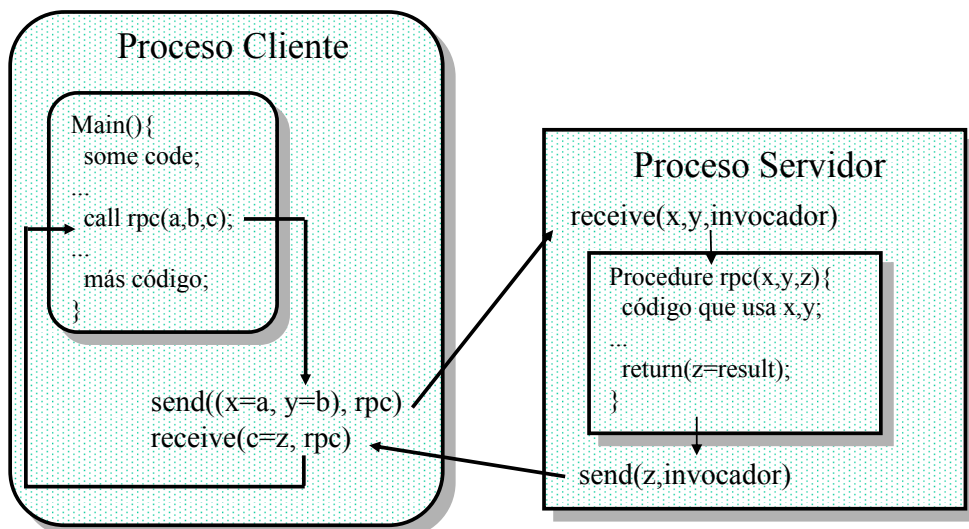 Proceso Cliente
Main(){
some code;
...
call rpc(a,b,c);
...
más código;
}
send((x=a, y=b), rpc)
receive(c=z, rpc)
Proceso Servidor
receive(x,y,invocador)
Procedure rpc(x,y,z){
código que usa x,y;
...
return(z=result);
}
send(z,invocador)